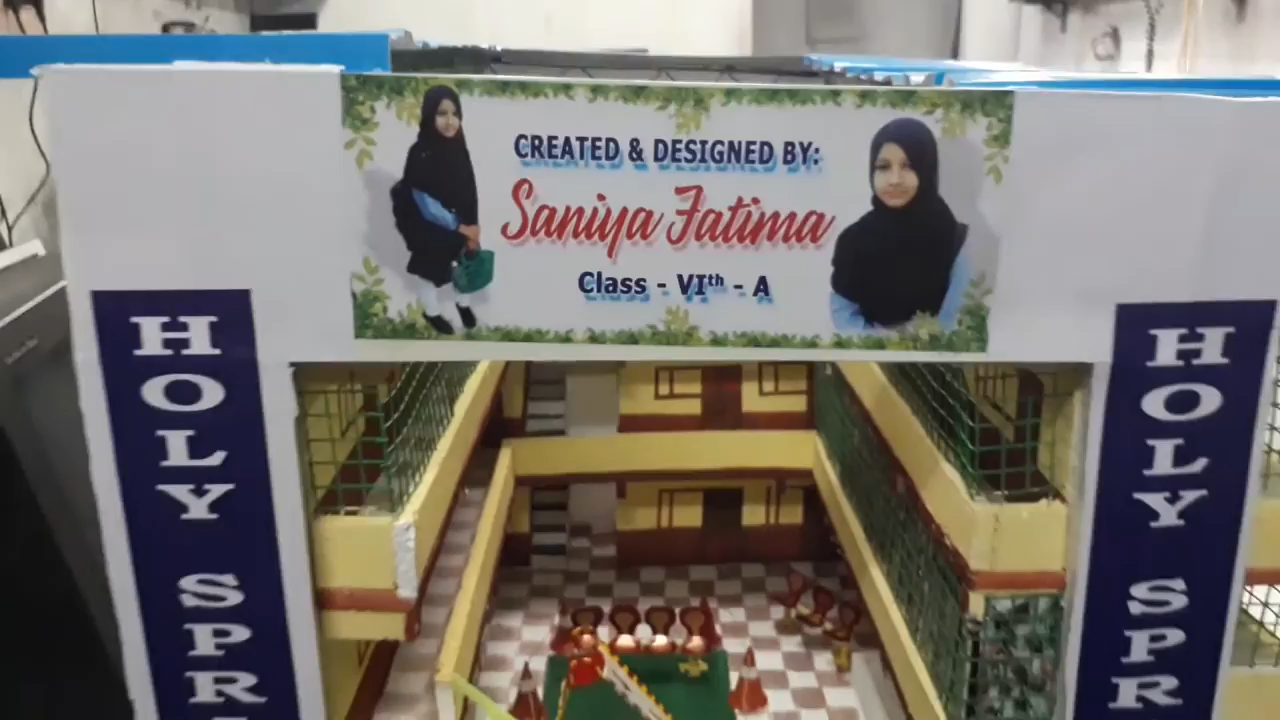 CREATED & DESIGNED BY:
Saniya Fatima
Class - VIth - A
HOLY SPR
HOLY SPR